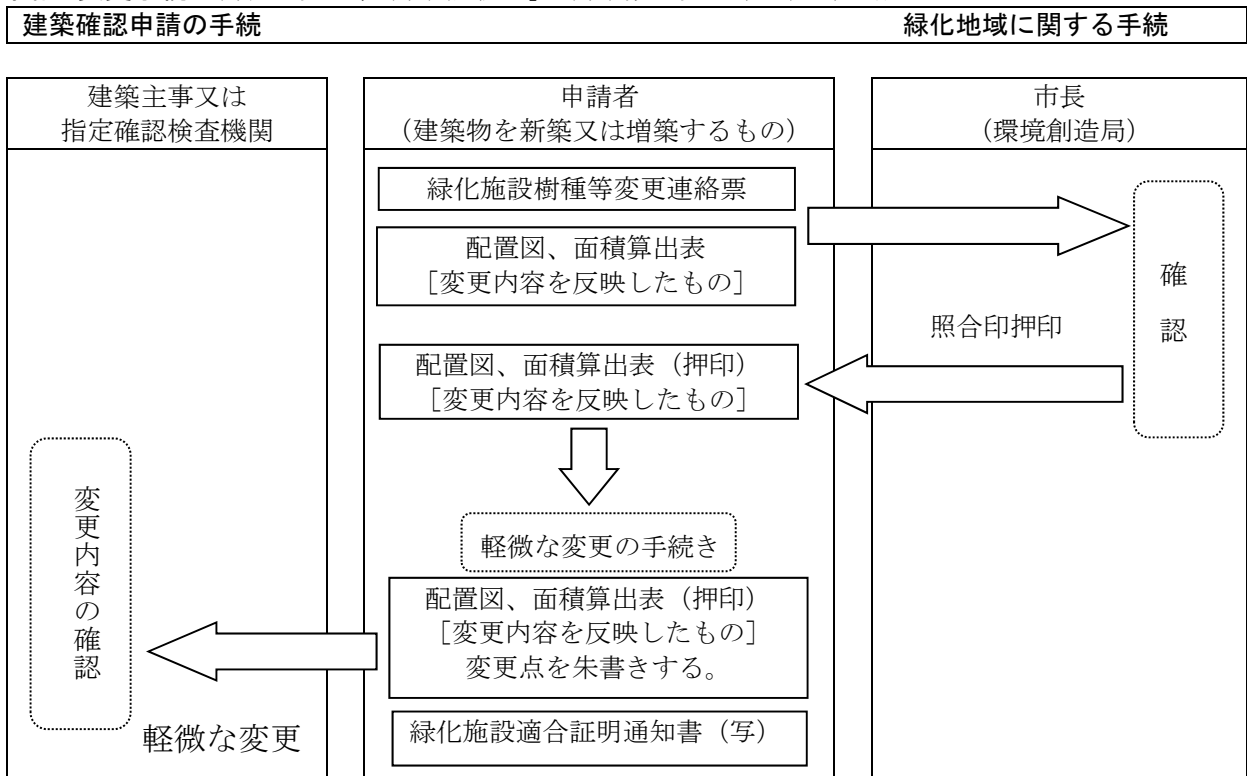 建築確認申請の手続
緑化地域に関する手続
建築主事又は
指定確認検査機関
申請者
（建築物を新築又は増築するもの）
市長
（環境創造局）
緑化施設樹種等変更連絡票
配置図、面積算出表
［変更内容を反映したもの］
確認
照合印押印
配置図、面積算出表（押印）
［変更内容を反映したもの］
軽微な変更の手続き
変更内容の確認
配置図、面積算出表（押印）
［変更内容を反映したもの］
変更点を朱書きする。
軽微な変更
緑化施設適合証明通知書（写）